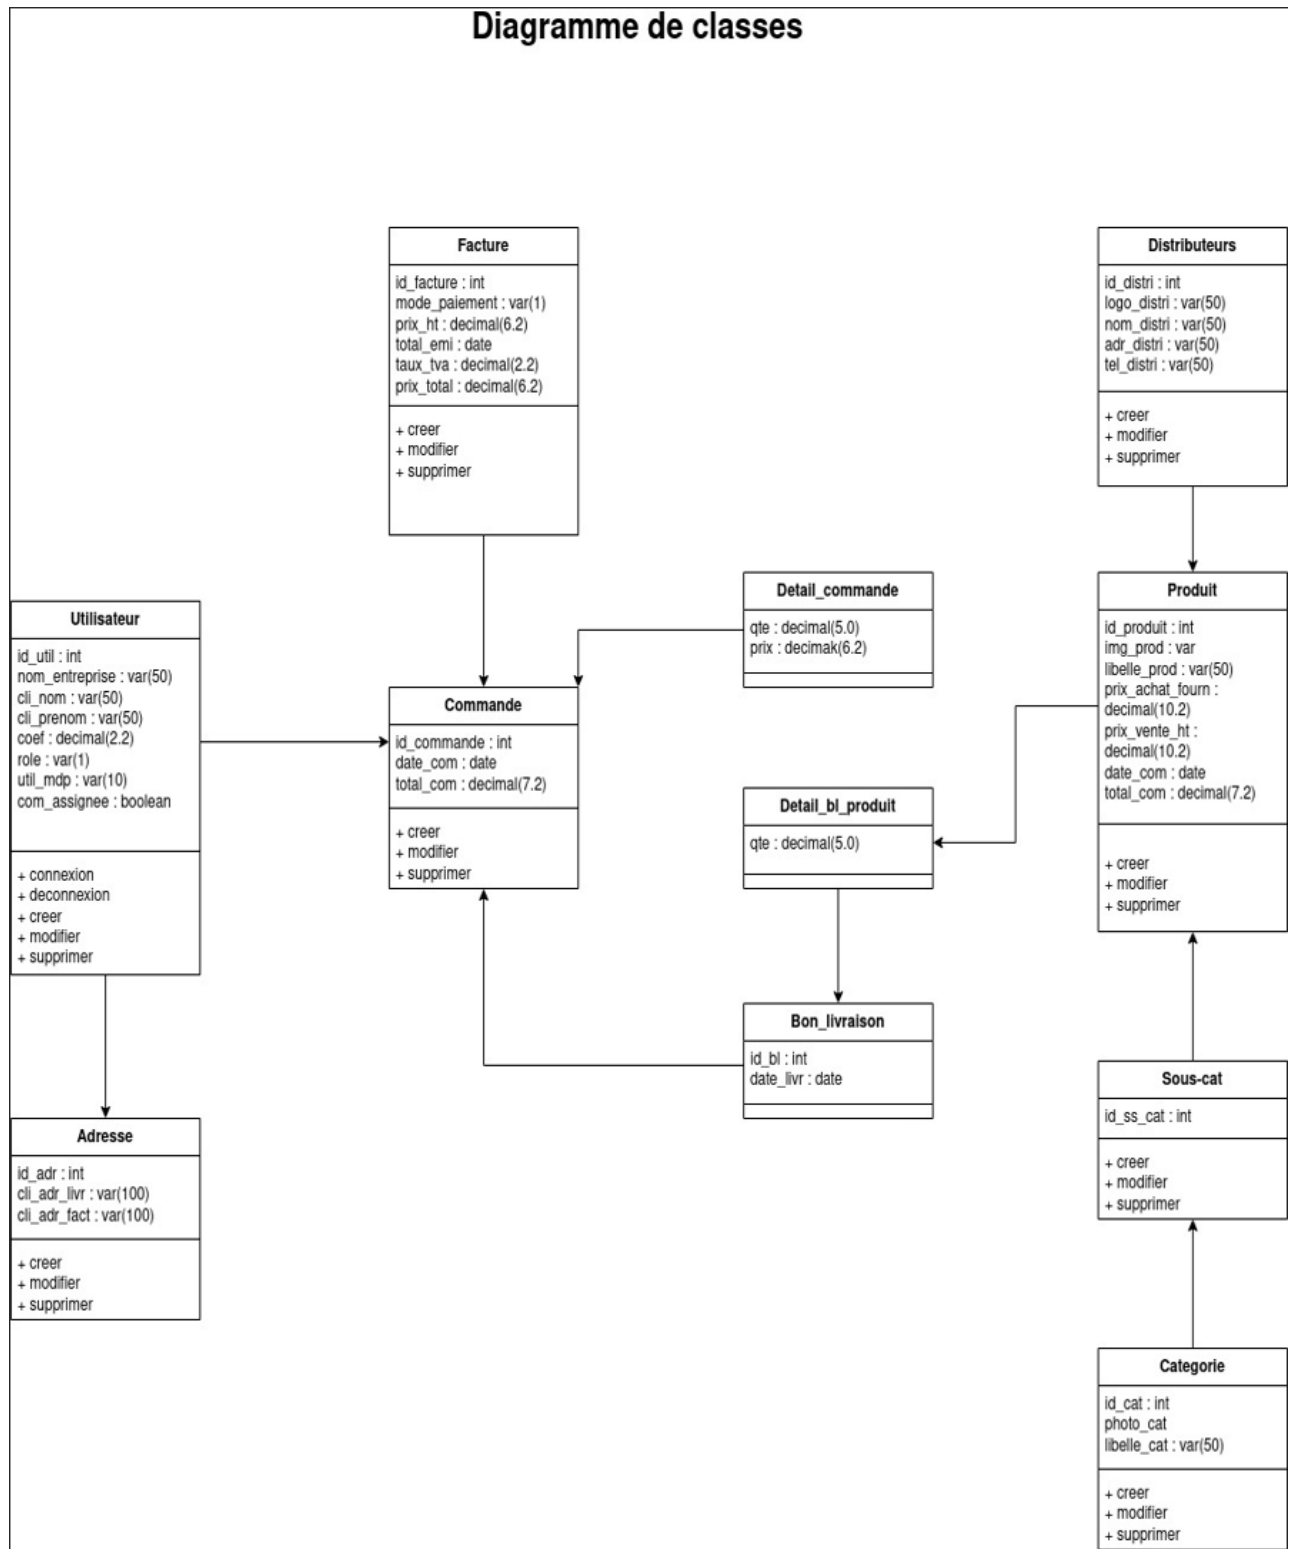 Diagramme de classes
Facture
id_facture : int
mode_paiement : var(1)
prix_ht : decimal(6.2)
total_emi : date
taux_tva : decimal(2.2)
prix_total : decimal(6.2)
+ creer
+ modifier
+ supprimer
Distributeurs
id_distri : int
logo_distri : var(50)
nom_distri : var(50)
adr_distri : var(50)
tel_distri : var(50)
+ creer
+ modifier
+ supprimer
Utilisateur
id_util : int
nom_entreprise : var(50)
cli_nom : var(50)
cli_prenom : var(50)
coef : decimal(2.2)
role : var(1)
util_mdp : var(10)
com_assignee : boolean
+ connexion
+ deconnexion
+ creer
+ modifier
+ supprimer
Commande
id_commande : int
date_com : date
total_com : decimal(7.2)
+ creer
+ modifier
+ supprimer
Detail_commande
qte : decimal(5.0)
prix : decimak(6.2)
Produit
id_produit : int
img_prod : var
libelle_prod : var(50)
prix_achat_fourn :
decimal(10.2)
prix_vente_ht :
decimal(10.2)
date_com : date
total_com : decimal(7.2)
+ creer
+ modifier
+ supprimer
Detail_bl_produit
qte : decimal(5.0)
Bon_livraison
id_bl : int
date_livr : date
Adresse
id_adr : int
cli_adr_livr : var(100)
cli_adr_fact : var(100)
+ creer
+ modifier
+ supprimer
Sous-cat
id_ss_cat : int
+ creer
+ modifier
+ supprimer
Categorie
id_cat : int
photo_cat
libelle_cat : var(50)
+ creer
+ modifier
+ supprimer